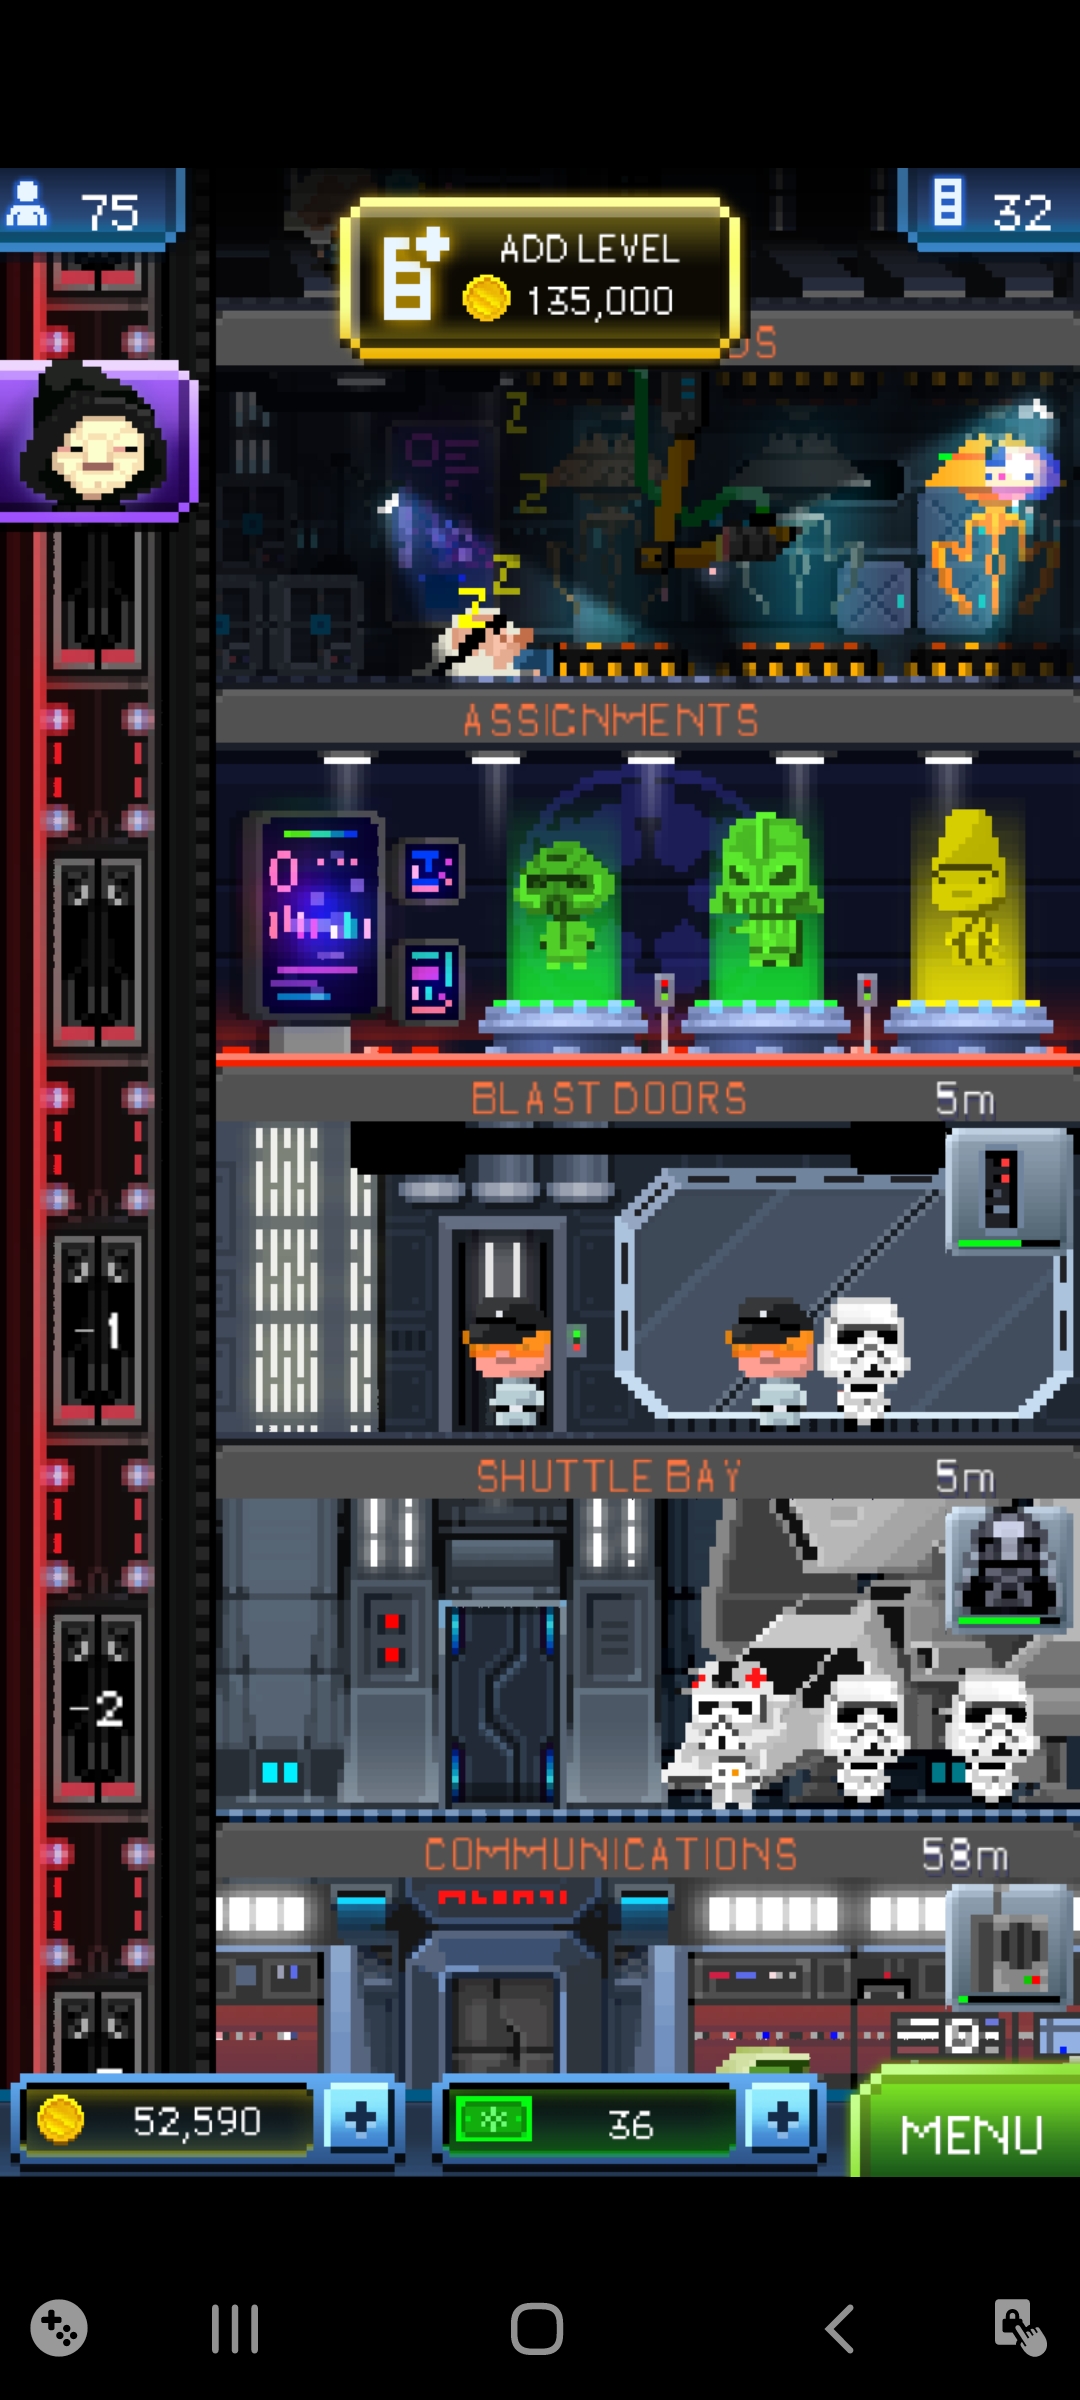 75
ADD LEVEL
135,000
32
DS
Z
Z
Z
Z
ASSIGNMENTS
BLAST DOORS 5m
-1
SHUTTLE BAY 5m
-2
COMMUNICATIONS 58m
52,590 + 36 + MENU